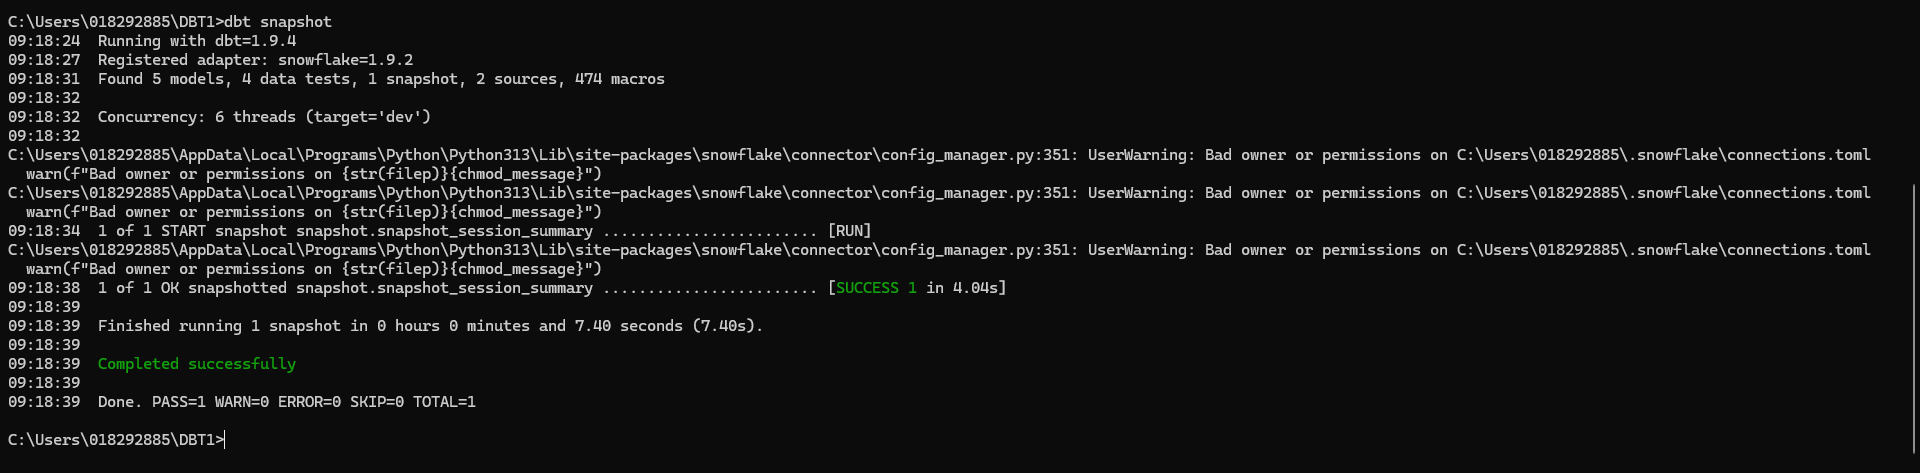 C:\Users\018292885\DBT1>dbt snapshot
09:18:24  Running with dbt=1.9.4
09:18:27  Registered adapter: snowflake=1.9.2
09:18:31  Found 5 models, 4 data tests, 1 snapshot, 2 sources, 474 macros
09:18:32
09:18:32  Concurrency: 6 threads (target='dev')
09:18:32
C:\Users\018292885\AppData\Local\Programs\Python\Python313\Lib\site-packages\snowflake\connector\config_manager.py:351: UserWarning: Bad owner or permissions on C:\Users\018292885\.snowflake\connections.toml
  warn(f"Bad owner or permissions on {str(filep)}{chmod_message}")
C:\Users\018292885\AppData\Local\Programs\Python\Python313\Lib\site-packages\snowflake\connector\config_manager.py:351: UserWarning: Bad owner or permissions on C:\Users\018292885\.snowflake\connections.toml
  warn(f"Bad owner or permissions on {str(filep)}{chmod_message}")
09:18:34  1 of 1 START snapshot snapshot.snapshot_session_summary ........................ [RUN]
C:\Users\018292885\AppData\Local\Programs\Python\Python313\Lib\site-packages\snowflake\connector\config_manager.py:351: UserWarning: Bad owner or permissions on C:\Users\018292885\.snowflake\connections.toml
  warn(f"Bad owner or permissions on {str(filep)}{chmod_message}")
09:18:38  1 of 1 OK snapshotted snapshot.snapshot_session_summary ........................ [SUCCESS 1 in 4.04s]
09:18:39
09:18:39  Finished running 1 snapshot in 0 hours 0 minutes and 7.40 seconds (7.40s).
09:18:39
09:18:39  Completed successfully
09:18:39
09:18:39  Done. PASS=1 WARN=0 ERROR=0 SKIP=0 TOTAL=1
C:\Users\018292885\DBT1>